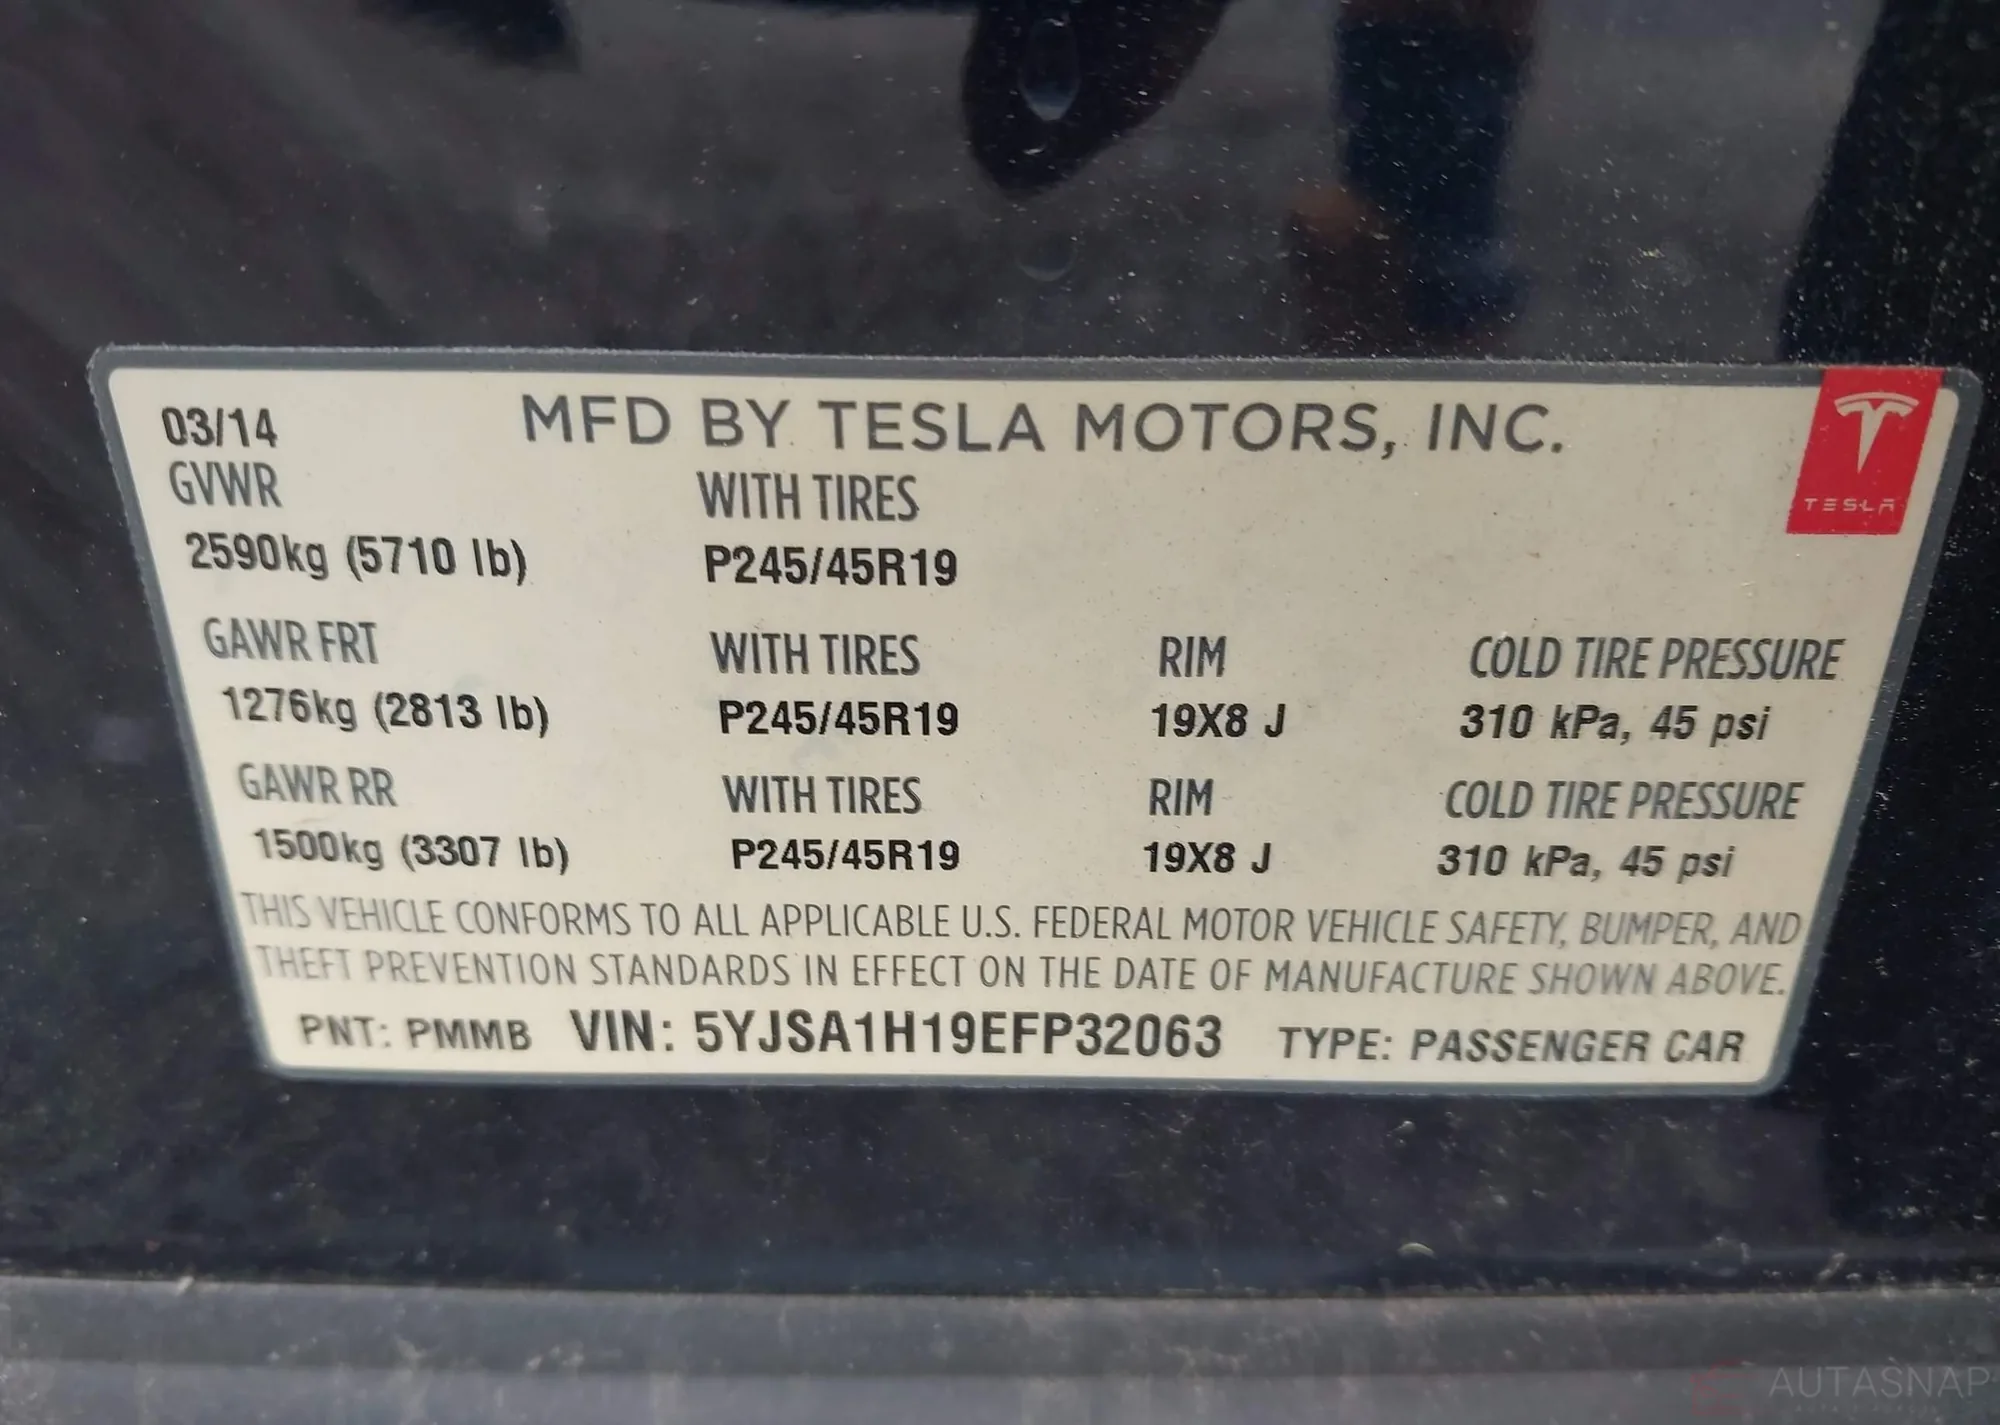 03/14 MFD BY TESLA MOTORS, INC.
TESLA
GVWR WITH TIRES
2590kg (5710 lb) P245/45R19
GAWR FRT WITH TIRES RIM COLD TIRE PRESSURE
1276kg (2813 lb) P245/45R19 19X8 J 310 kPa, 45 psi
GAWR RR WITH TIRES RIM COLD TIRE PRESSURE
1500kg (3307 lb) P245/45R19 19X8 J 310 kPa, 45 psi
THIS VEHICLE CONFORMS TO ALL APPLICABLE U.S. FEDERAL MOTOR VEHICLE SAFETY, BUMPER, AND
THEFT PREVENTION STANDARDS IN EFFECT ON THE DATE OF MANUFACTURE SHOWN ABOVE.
PNT: PMMB VIN: 5YJSA1H19EFP32063 TYPE: PASSENGER CAR
AUTASNAP